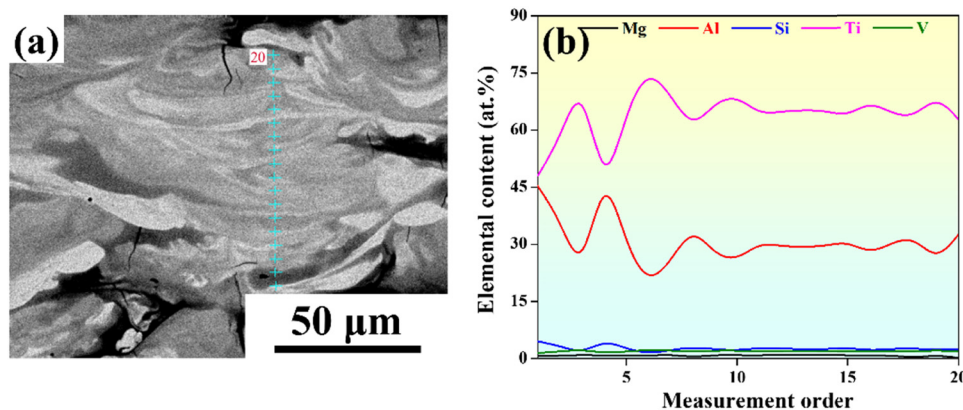 (a)
20
50 μm
(b)
Mg Al Si Ti V
90
75
60
45
30
15
0
5 10 15 20
Elemental content (at.%)
Measurement order